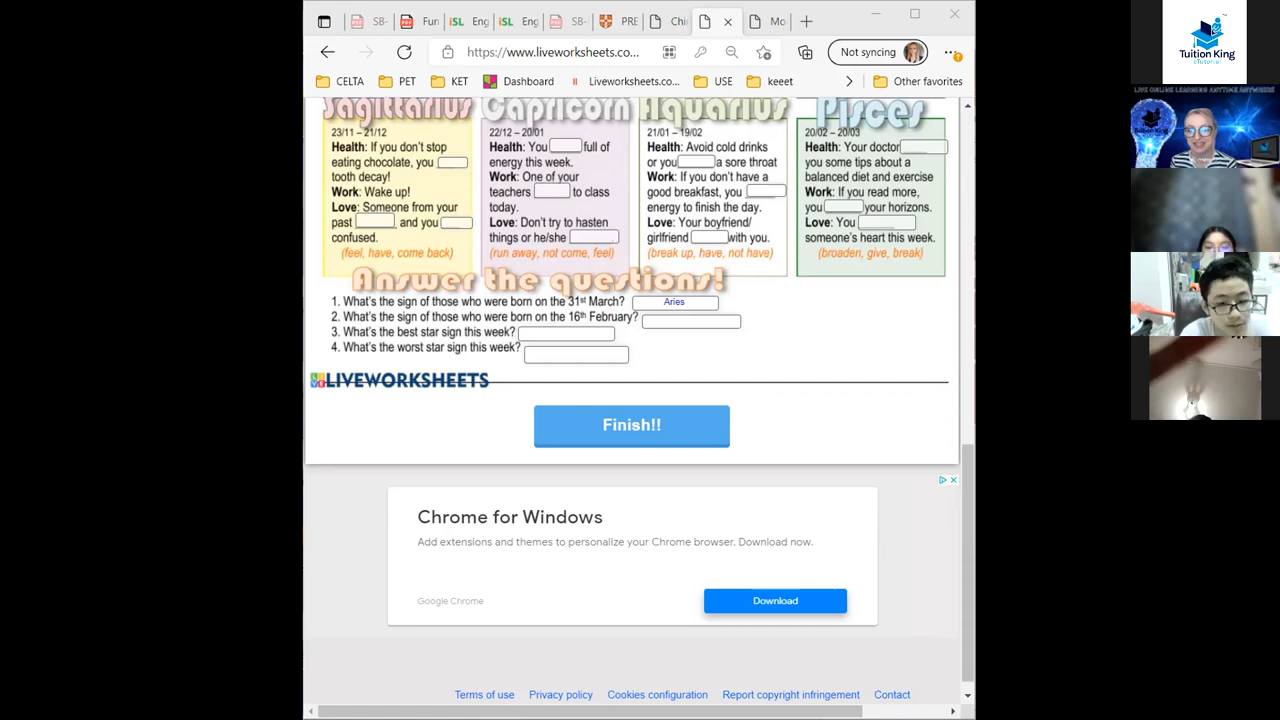 SB-
Fur
Eng
Eng
SB-
PRE
Chi
Mo
https://www.liveworksheets.co...
Not syncing
CELTA
PET
KET
Dashboard
Liveworksheets.co...
USE
keeet
Other favorites
Sagittarius
23/11 – 21/12
Health: If you don't stop
eating chocolate, you
tooth decay!
Work: Wake up!
Love: Someone from your
past and you
confused.
(feel, have, come back)
Capricorn
22/12 – 20/01
Health: You full of
energy this week.
Work: One of your
teachers to class
today.
Love: Don't try to hasten
things or he/she
(run away, not come, feel)
Aquarius
21/01 – 19/02
Health: Avoid cold drinks
or you a sore throat
Work: If you don't have a
good breakfast, you
energy to finish the day.
Love: Your boyfriend/
girlfriend with you.
(break up, have, not have)
Pisces
20/02 – 20/03
Health: Your doctor
you some tips about a
balanced diet and exercise
Work: If you read more,
you your horizons.
Love: You
someone's heart this week.
(broaden, give, break)
Answer the questions!
1. What's the sign of those who were born on the 31st March? Aries
2. What's the sign of those who were born on the 16th February?
3. What's the best star sign this week?
4. What's the worst star sign this week?
LIVEWORKSHEETS
Finish!!
Chrome for Windows
Add extensions and themes to personalize your Chrome browser. Download now.
Google Chrome
Download
Terms of use Privacy policy Cookies configuration Report copyright infringement Contact
Tuition King
eTutorial
LIVE ONLINE LEARNING ANYTIME ANYWHERE
Tuition King